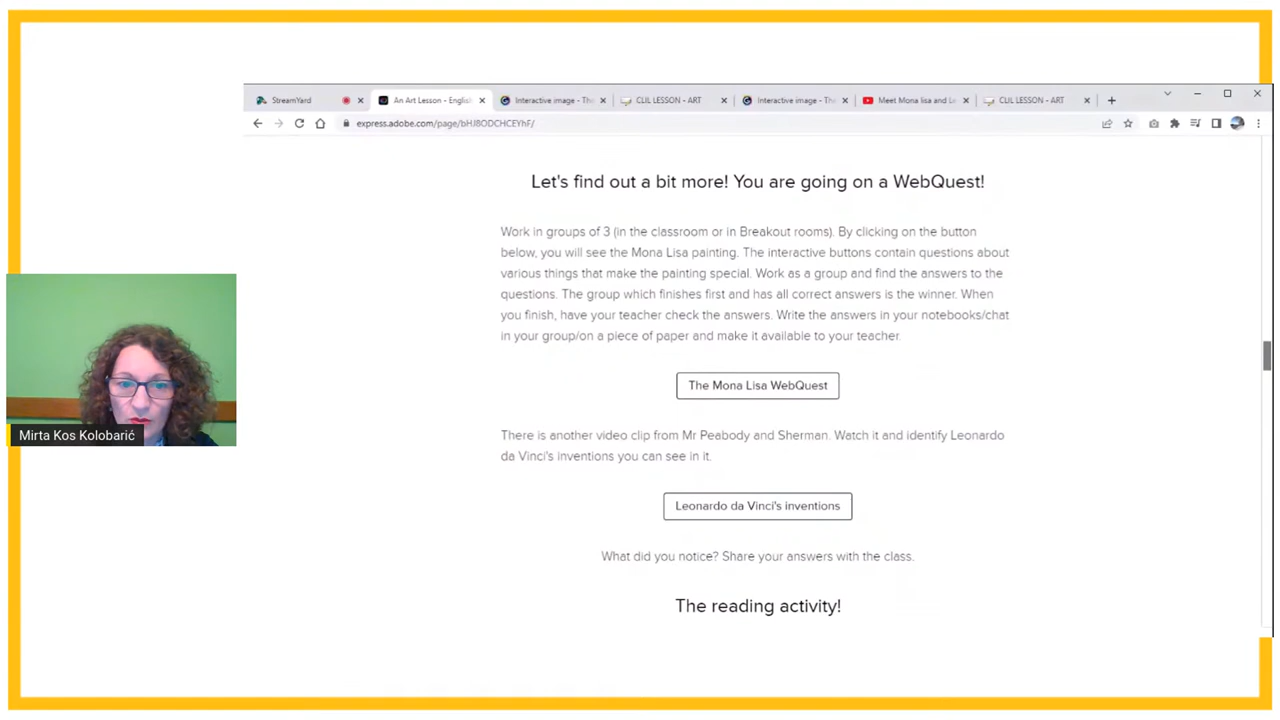 StreamYard
An Art Lesson - English
Interactive image - The
CLIL LESSON - ART
Interactive image - The
Meet Mona lisa and Le
CLIL LESSON - ART
express.adobe.com/page/bHJ8ODCHCEYhF/
Let's find out a bit more! You are going on a WebQuest!
Work in groups of 3 (in the classroom or in Breakout rooms). By clicking on the button
below, you will see the Mona Lisa painting. The interactive buttons contain questions about
various things that make the painting special. Work as a group and find the answers to the
questions. The group which finishes first and has all correct answers is the winner. When
you finish, have your teacher check the answers. Write the answers in your notebooks/chat
in your group/on a piece of paper and make it available to your teacher.
The Mona Lisa WebQuest
There is another video clip from Mr Peabody and Sherman. Watch it and identify Leonardo
da Vinci's inventions you can see in it.
Leonardo da Vinci's inventions
What did you notice? Share your answers with the class.
The reading activity!
Mirta Kos Kolobarić